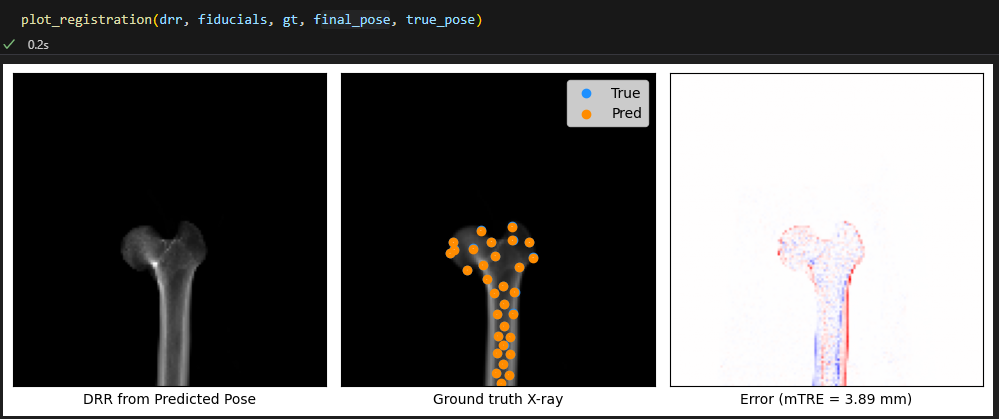 plot_registration(drr, fiducials, gt, final_pose, true_pose)
0.2s
True
Pred
DRR from Predicted Pose
Ground truth X-ray
Error (mTRE = 3.89 mm)